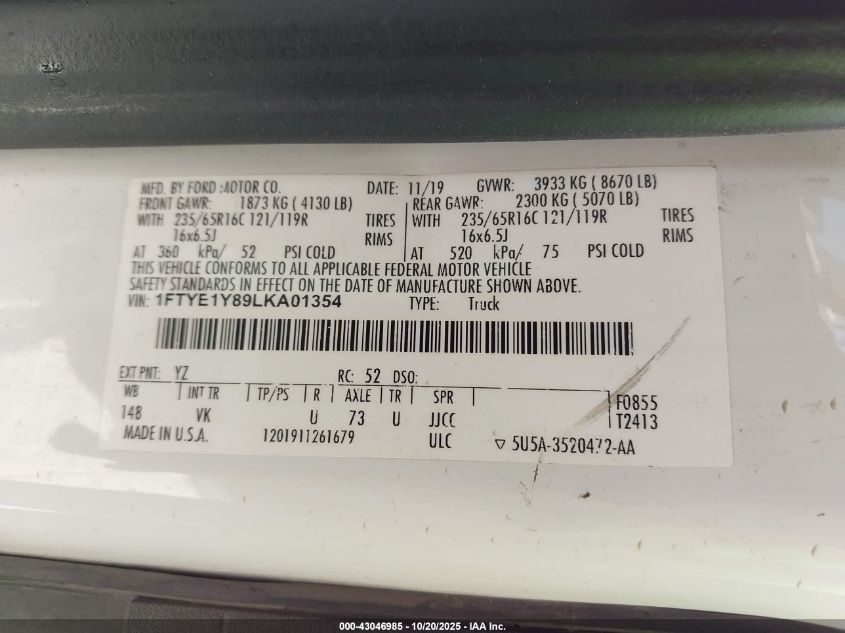 MFD. BY FORD MOTOR CO. DATE: 11/19 GVWR: 3933 KG ( 8670 LB)
FRONT GAWR: 1873 KG ( 4130 LB) REAR GAWR: 2300 KG ( 5070 LB)
WITH 235/65R16C 121/119R TIRES WITH 235/65R16C 121/119R TIRES
16x6.5J RIMS 16x6.5J RIMS
AT 360 kPa/ 52 PSI COLD AT 520 kPa/ 75 PSI COLD
THIS VEHICLE CONFORMS TO ALL APPLICABLE FEDERAL MOTOR VEHICLE
SAFETY STANDARDS IN EFFECT ON THE DATE OF MANUFACTURE SHOWN ABOVE.
VIN: 1FTYE1Y89LKA01354 TYPE: Truck
EXT PNT: YZ RC: 52 DSO:
WB INT TR TP/PS R AXLE TR SPR
148 VK U 73 U JJCC
F0855
T2413
MADE IN U.S.A. 1201911261679 ULC ▽ 5U5A-3520472-AA
000-43046985 - 10/20/2025 - IAA Inc.